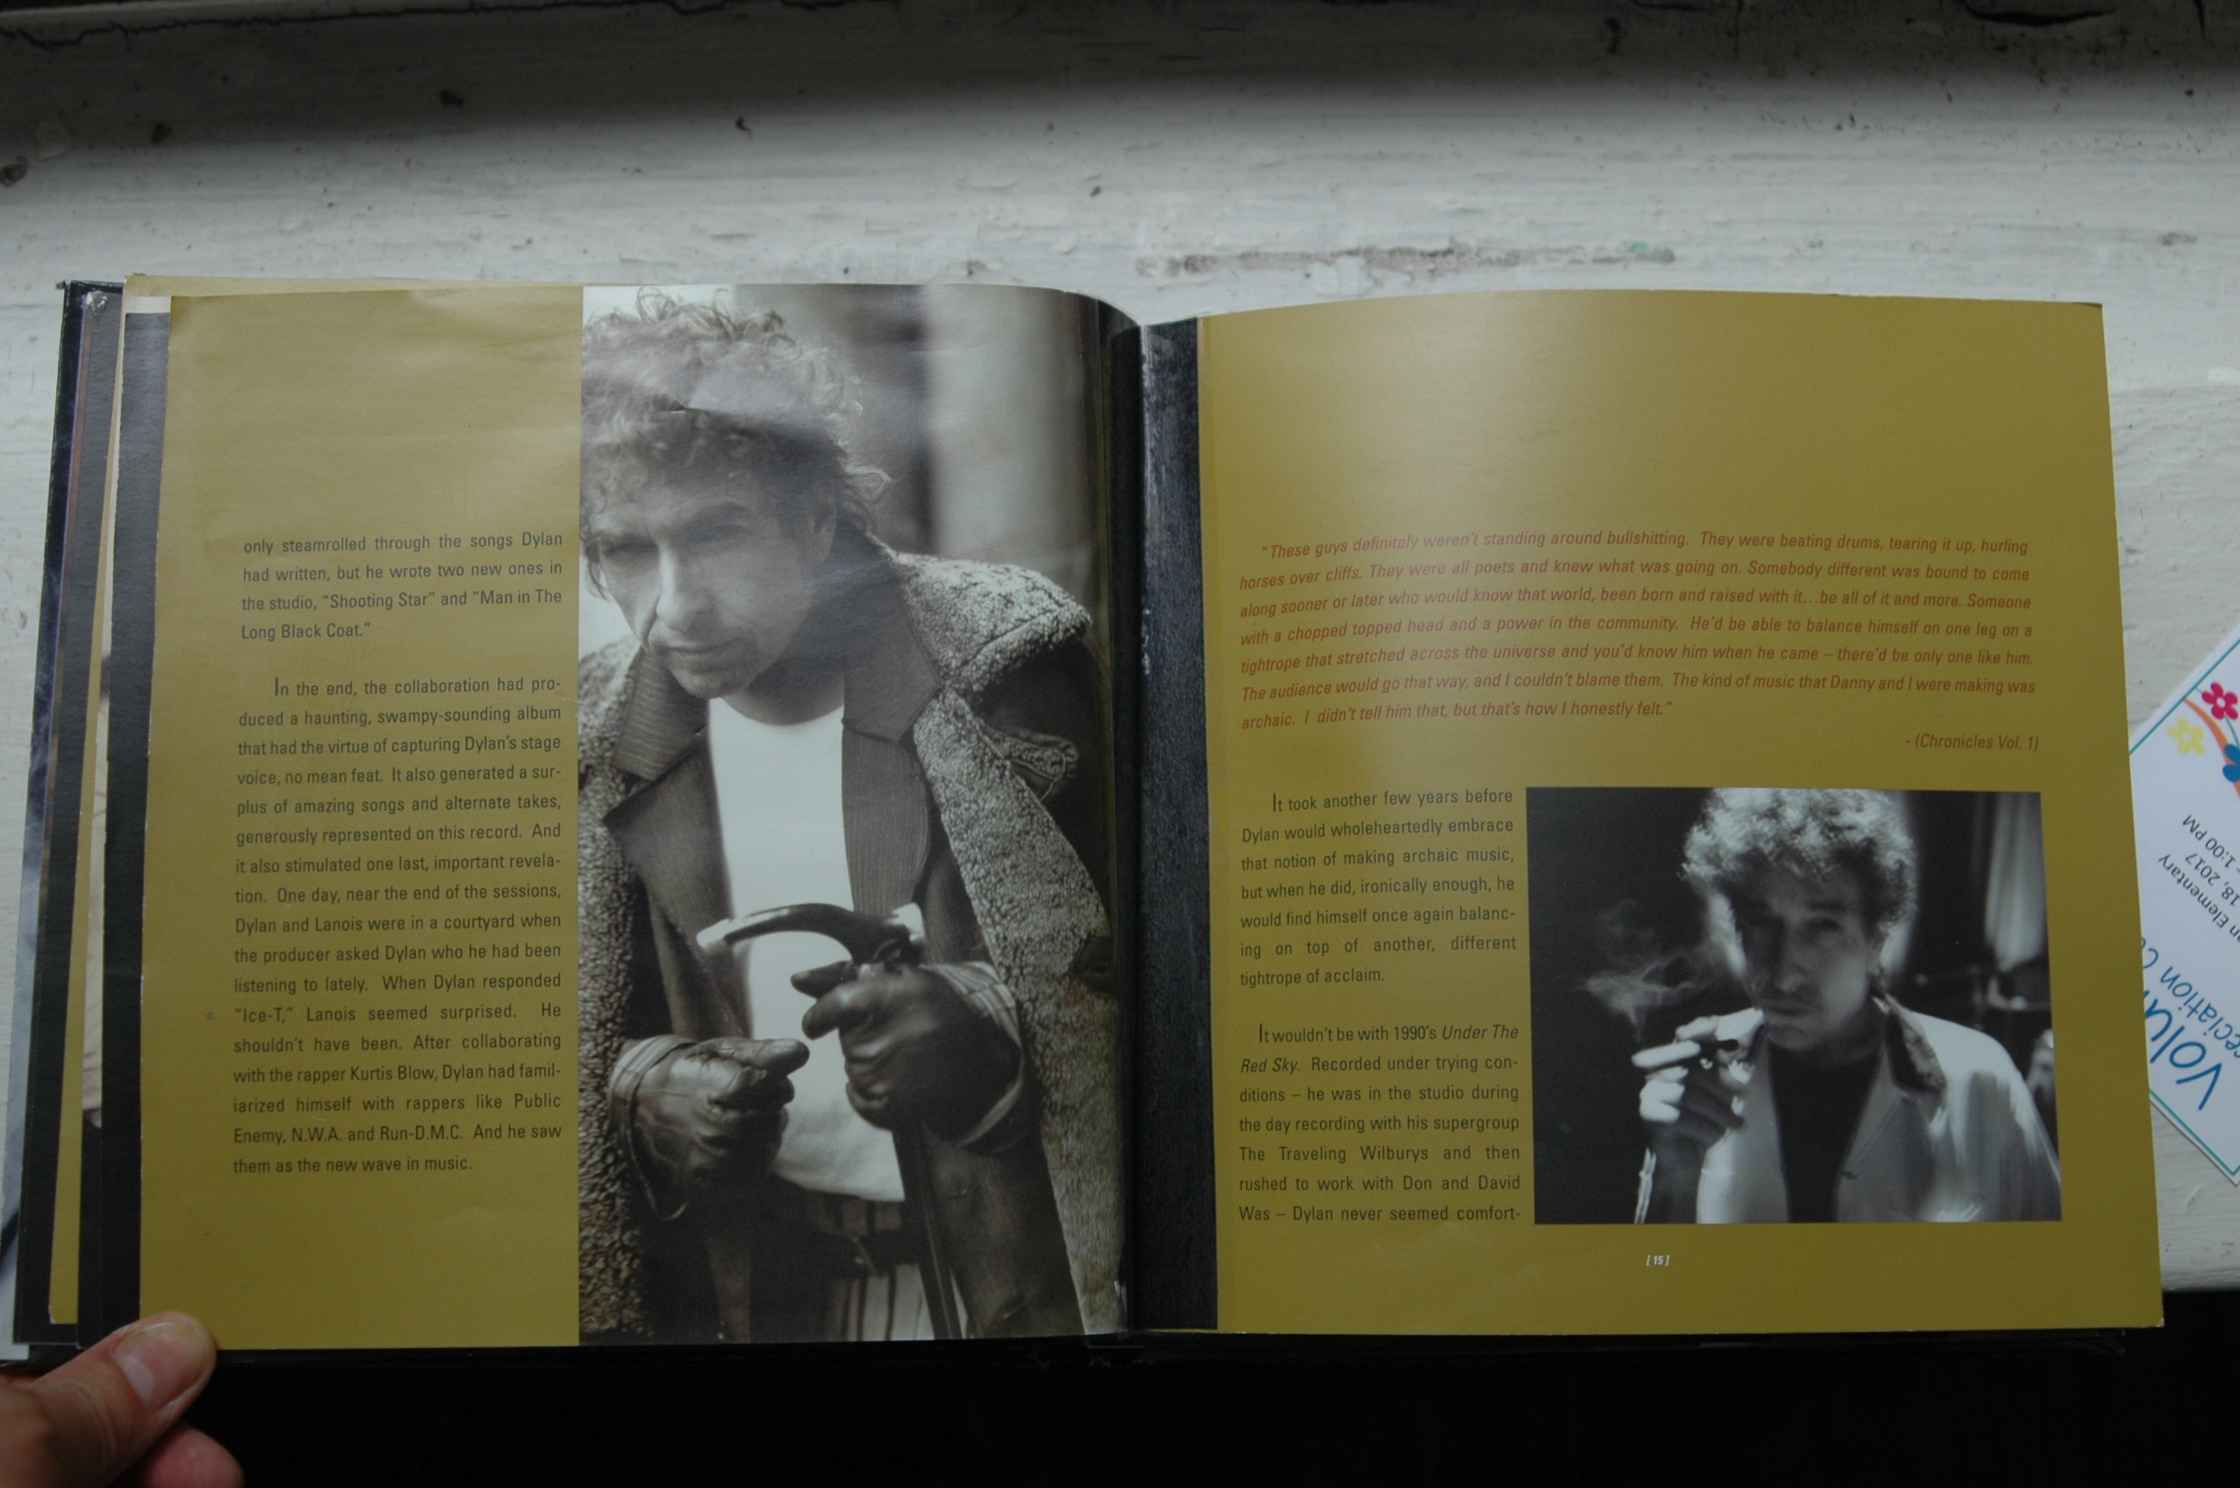 only steamrolled through the songs Dylan
had written, but he wrote two new ones in
the studio, “Shooting Star” and “Man in The
Long Black Coat.”
In the end, the collaboration had pro-
duced a haunting, swampy-sounding album
that had the virtue of capturing Dylan’s stage
voice, no mean feat. It also generated a sur-
plus of amazing songs and alternate takes,
generously represented on this record. And
it also stimulated one last, important revela-
tion. One day, near the end of the sessions,
Dylan and Lanois were in a courtyard when
the producer asked Dylan who he had been
listening to lately. When Dylan responded
“Ice-T,” Lanois seemed surprised. He
shouldn’t have been. After collaborating
with the rapper Kurtis Blow, Dylan had famil-
iarized himself with rappers like Public
Enemy, N.W.A. and Run-D.M.C. And he saw
them as the new wave in music.
“These guys definitely weren’t standing around bullshitting. They were beating drums, tearing it up, hurling
horses over cliffs. They were all poets and knew what was going on. Somebody different was bound to come
along sooner or later who would know that world, been born and raised with it...be all of it and more. Someone
with a chopped topped head and a power in the community. He’d be able to balance himself on one leg on a
tightrope that stretched across the universe and you’d know him when he came – there’d be only one like him.
The audience would go that way, and I couldn’t blame them. The kind of music that Danny and I were making was
archaic. I didn’t tell him that, but that’s how I honestly felt.”
- (Chronicles Vol. 1)
It took another few years before
Dylan would wholeheartedly embrace
that notion of making archaic music,
but when he did, ironically enough, he
would find himself once again balanc-
ing on top of another, different
tightrope of acclaim.
It wouldn’t be with 1990’s Under The
Red Sky. Recorded under trying con-
ditions – he was in the studio during
the day recording with his supergroup
The Traveling Wilburys and then
rushed to work with Don and David
Was – Dylan never seemed comfort-
[15]
Volu
eciation C
on Elementary
18, 2017
- 1:00 PM